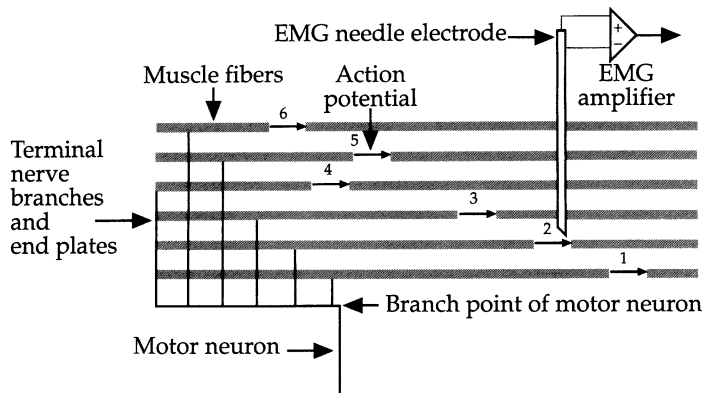 EMG needle electrode
+
−
Muscle fibers
Action
potential
EMG
amplifier
6
5
4
3
2
1
Terminal
nerve
branches
and
end plates
Branch point of motor neuron
Motor neuron